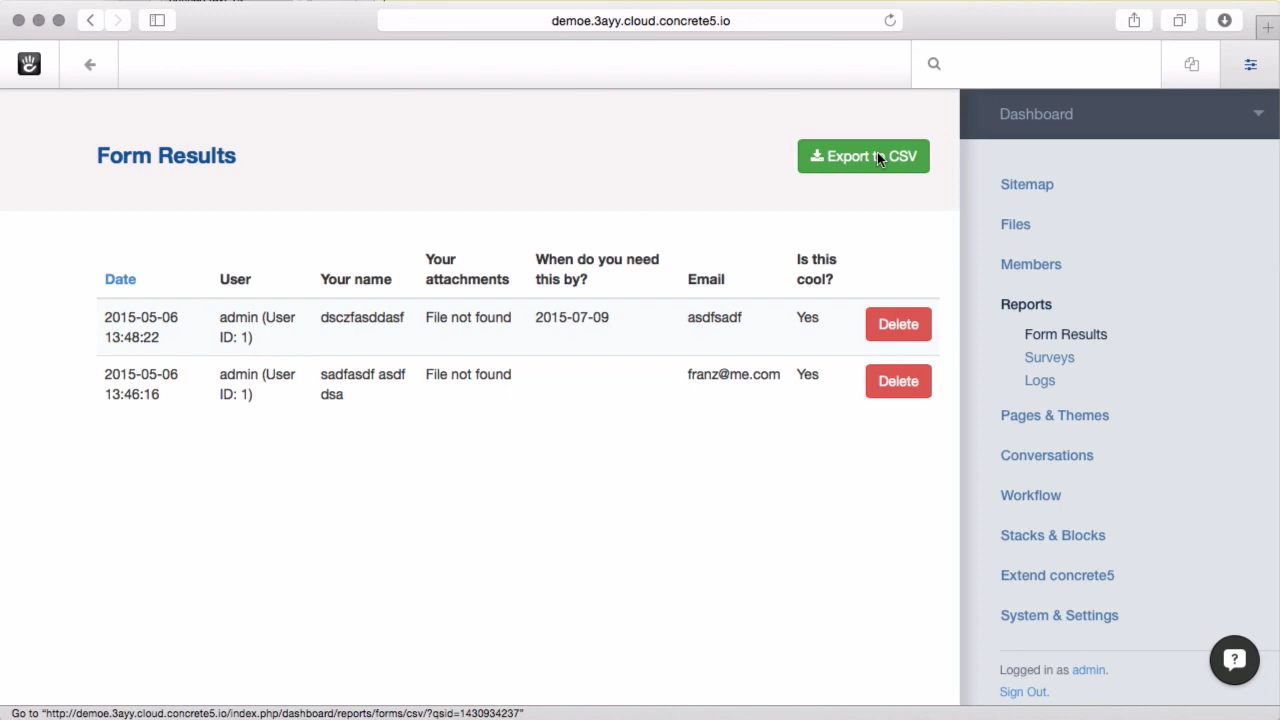 demoe.3ayy.cloud.concrete5.io
Dashboard
Form Results
Export to CSV
Date
User
Your name
Your
attachments
When do you need
this by?
Email
Is this
cool?
2015-05-06
13:48:22
admin (User
ID: 1)
dsczfasddasf
File not found
2015-07-09
asdfsadf
Yes
Delete
2015-05-06
13:46:16
admin (User
ID: 1)
sadfasdf asdf
dsa
File not found
franz@me.com
Yes
Delete
Sitemap
Files
Members
Reports
Form Results
Surveys
Logs
Pages & Themes
Conversations
Workflow
Stacks & Blocks
Extend concrete5
System & Settings
Logged in as admin.
Sign Out.
Go to “http://demoe.3ayy.cloud.concrete5.io/index.php/dashboard/reports/forms/csv/?qsid=1430934237”